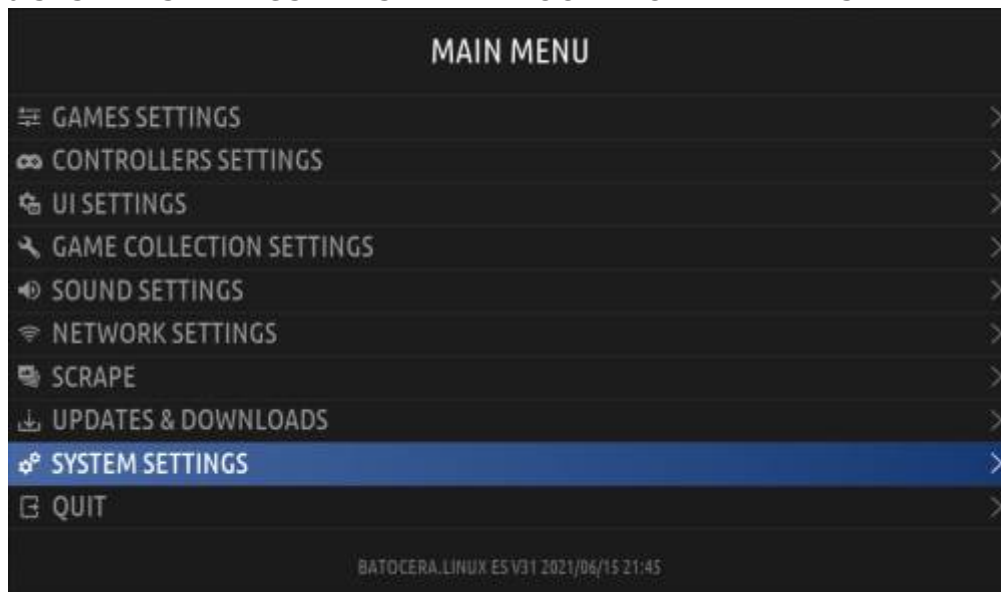 MAIN MENU
GAMES SETTINGS
CONTROLLERS SETTINGS
UI SETTINGS
GAME COLLECTION SETTINGS
SOUND SETTINGS
NETWORK SETTINGS
SCRAPE
UPDATES & DOWNLOADS
SYSTEM SETTINGS
QUIT
BATOCERA.LINUX ES V31 2021/06/15 21:45